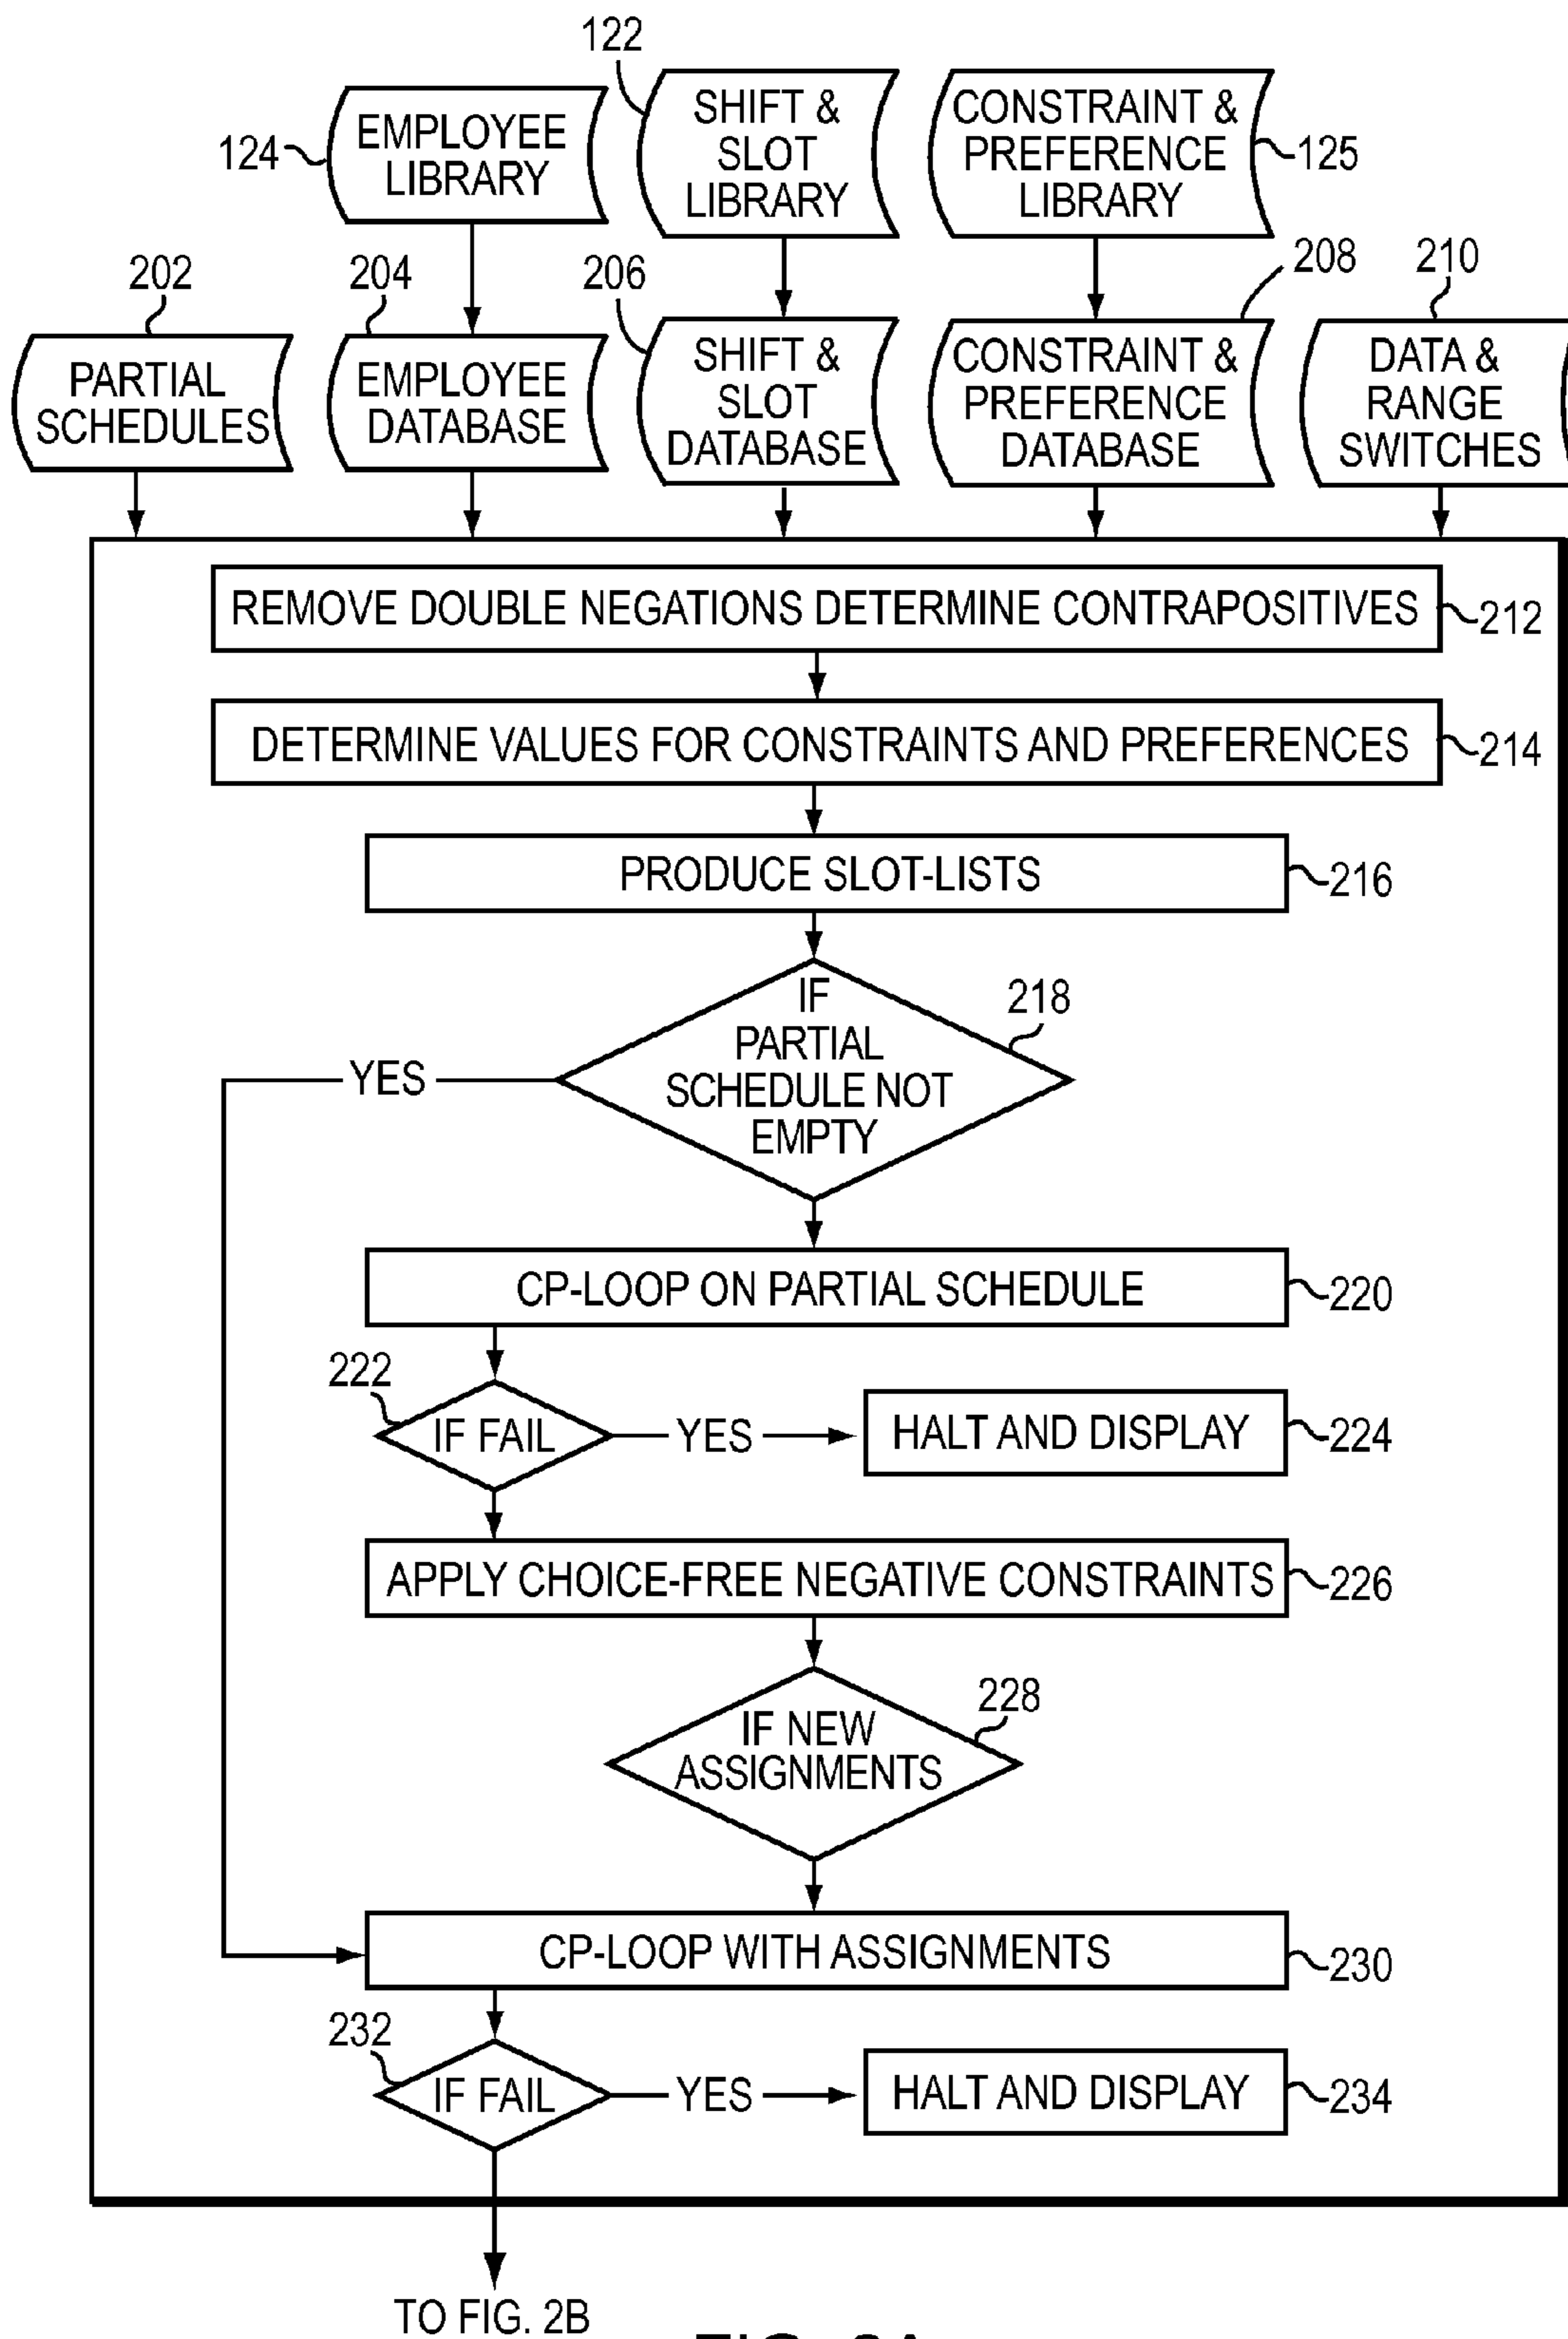 122
124
EMPLOYEE
LIBRARY
SHIFT &
SLOT
LIBRARY
CONSTRAINT &
PREFERENCE
LIBRARY
125
202
204
206
208
210
PARTIAL
SCHEDULES
EMPLOYEE
DATABASE
SHIFT &
SLOT
DATABASE
CONSTRAINT &
PREFERENCE
DATABASE
DATA &
RANGE
SWITCHES
REMOVE DOUBLE NEGATIONS DETERMINE CONTRAPOSITIVES
212
DETERMINE VALUES FOR CONSTRAINTS AND PREFERENCES
214
PRODUCE SLOT-LISTS
216
IF
PARTIAL
SCHEDULE NOT
EMPTY
218
YES
CP-LOOP ON PARTIAL SCHEDULE
220
222
IF FAIL
YES
HALT AND DISPLAY
224
APPLY CHOICE-FREE NEGATIVE CONSTRAINTS
226
228
IF NEW
ASSIGNMENTS
CP-LOOP WITH ASSIGNMENTS
230
232
IF FAIL
YES
HALT AND DISPLAY
234
TO FIG. 2B